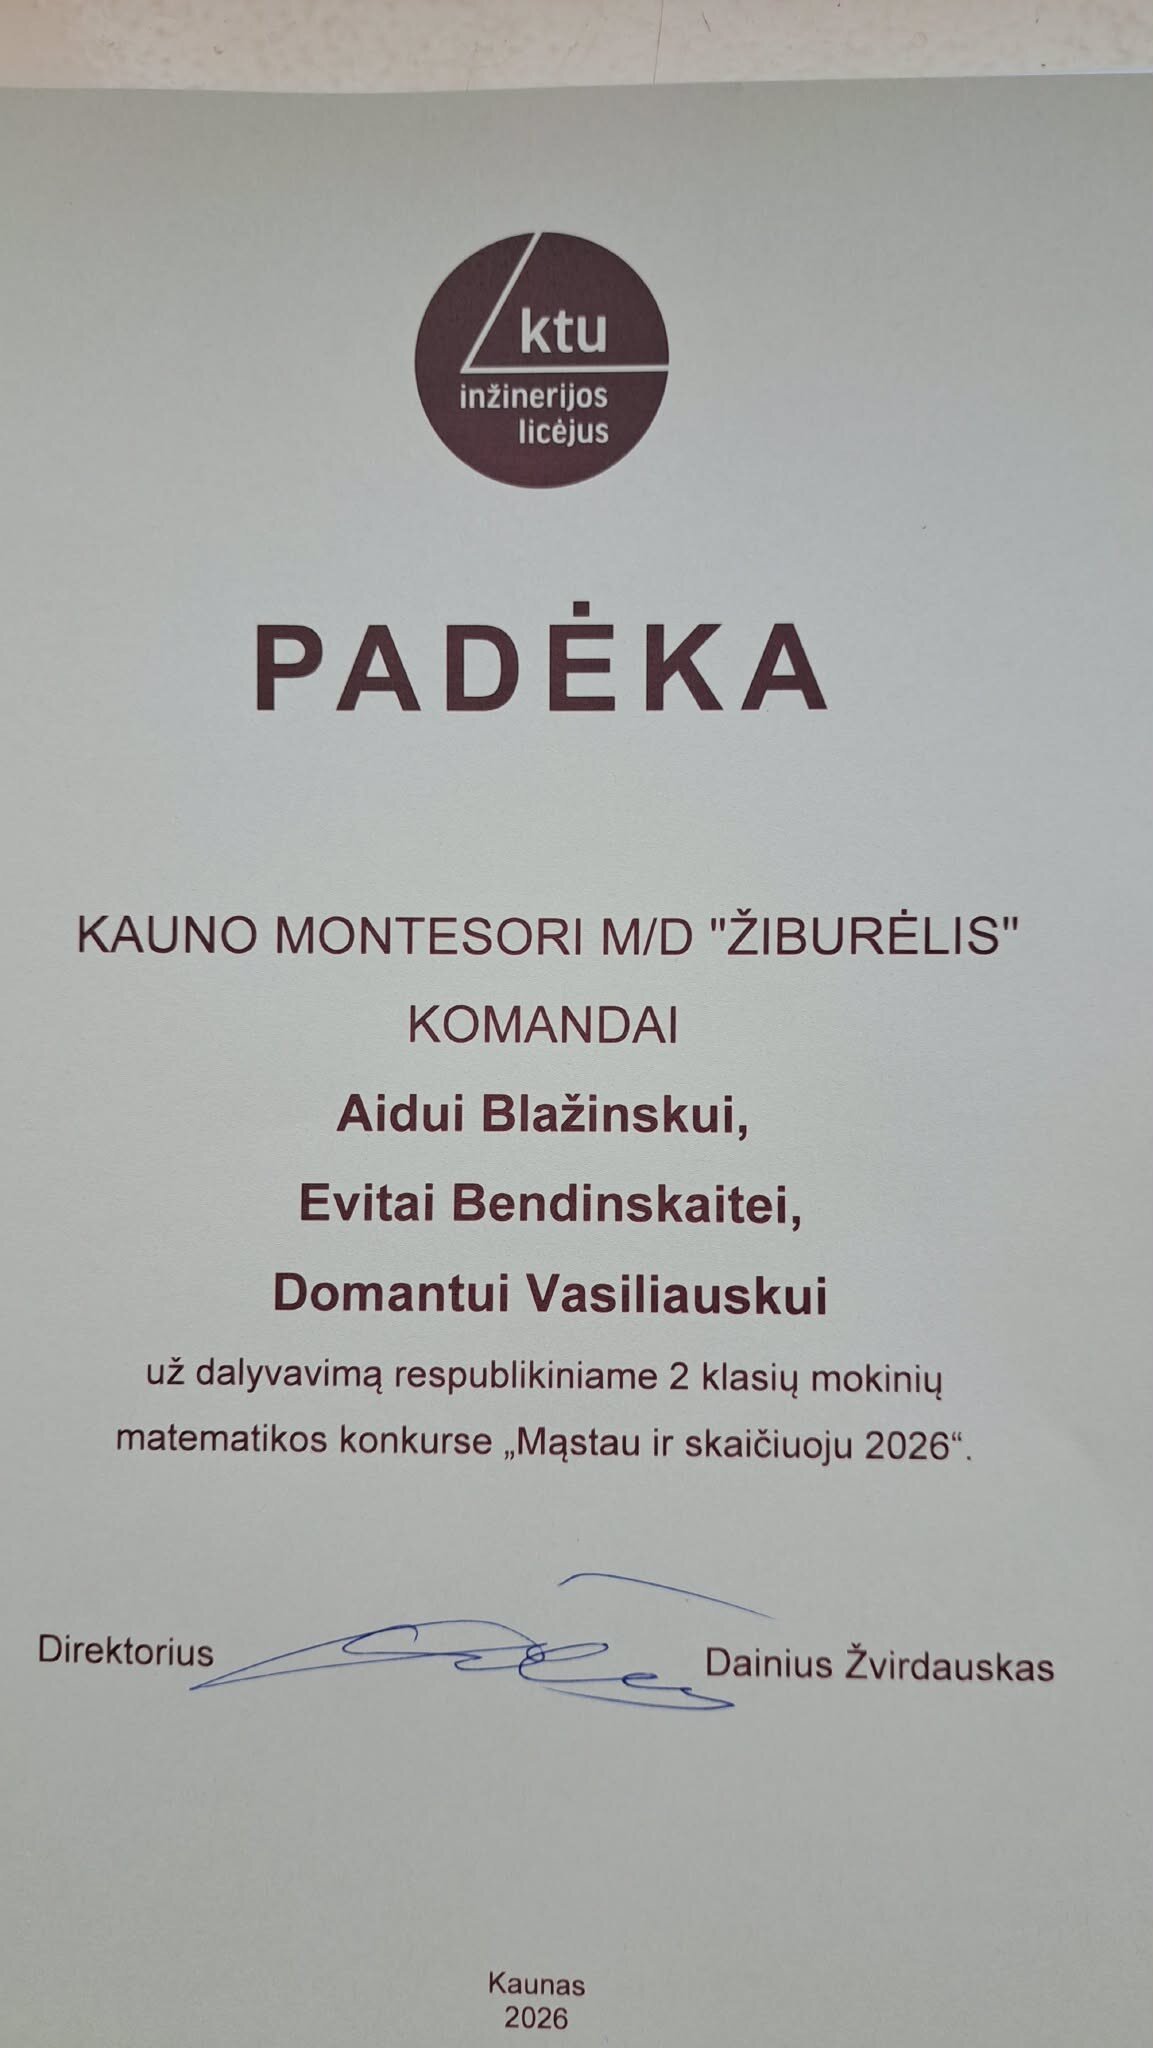 ktu
inžinerijos
licėjus
PADĖKA
KAUNO MONTESORI M/D "ŽIBURĖLIS"
KOMANDAI
Aidui Blažinskui,
Evitai Bendinskaitei,
Domantui Vasiliauskui
už dalyvavimą respublikiniame 2 klasių mokinių
matematikos konkurse „Mąstau ir skaičiuoju 2026“.
Direktorius Dainius Žvirdauskas
Kaunas
2026